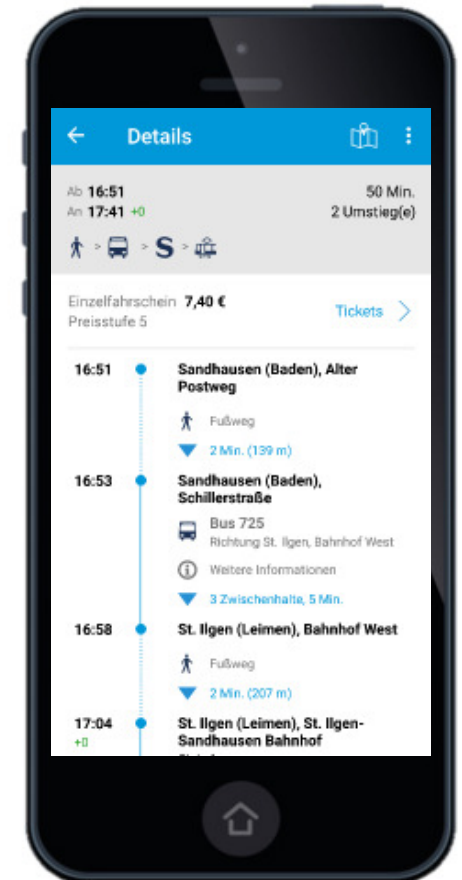 Details
Ab 16:51
50 Min.
An 17:41 +0
2 Umstieg(e)
S
Einzelfahrschein 7,40 €
Preisstufe 5
Tickets
16:51
Sandhausen (Baden), Alter
Postweg
Fußweg
2 Min. (139 m)
16:53
Sandhausen (Baden),
Schillerstraße
Bus 725
Richtung St. Ilgen, Bahnhof West
Weitere Informationen
3 Zwischenhalte, 5 Min.
16:58
St. Ilgen (Leimen), Bahnhof West
Fußweg
2 Min. (207 m)
17:04
St. Ilgen (Leimen), St. Ilgen-
+0
Sandhausen Bahnhof